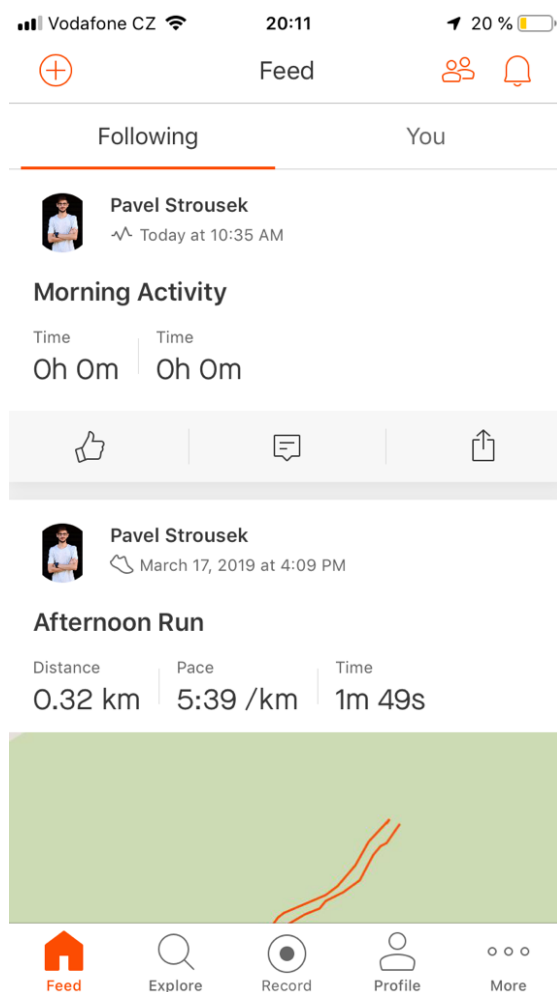 Vodafone CZ 20:11 20 %
Feed
Following You
Pavel Strousek
Today at 10:35 AM
Morning Activity
Time Time
0h 0m 0h 0m
Pavel Strousek
March 17, 2019 at 4:09 PM
Afternoon Run
Distance Pace Time
0.32 km 5:39 /km 1m 49s
Feed Explore Record Profile More